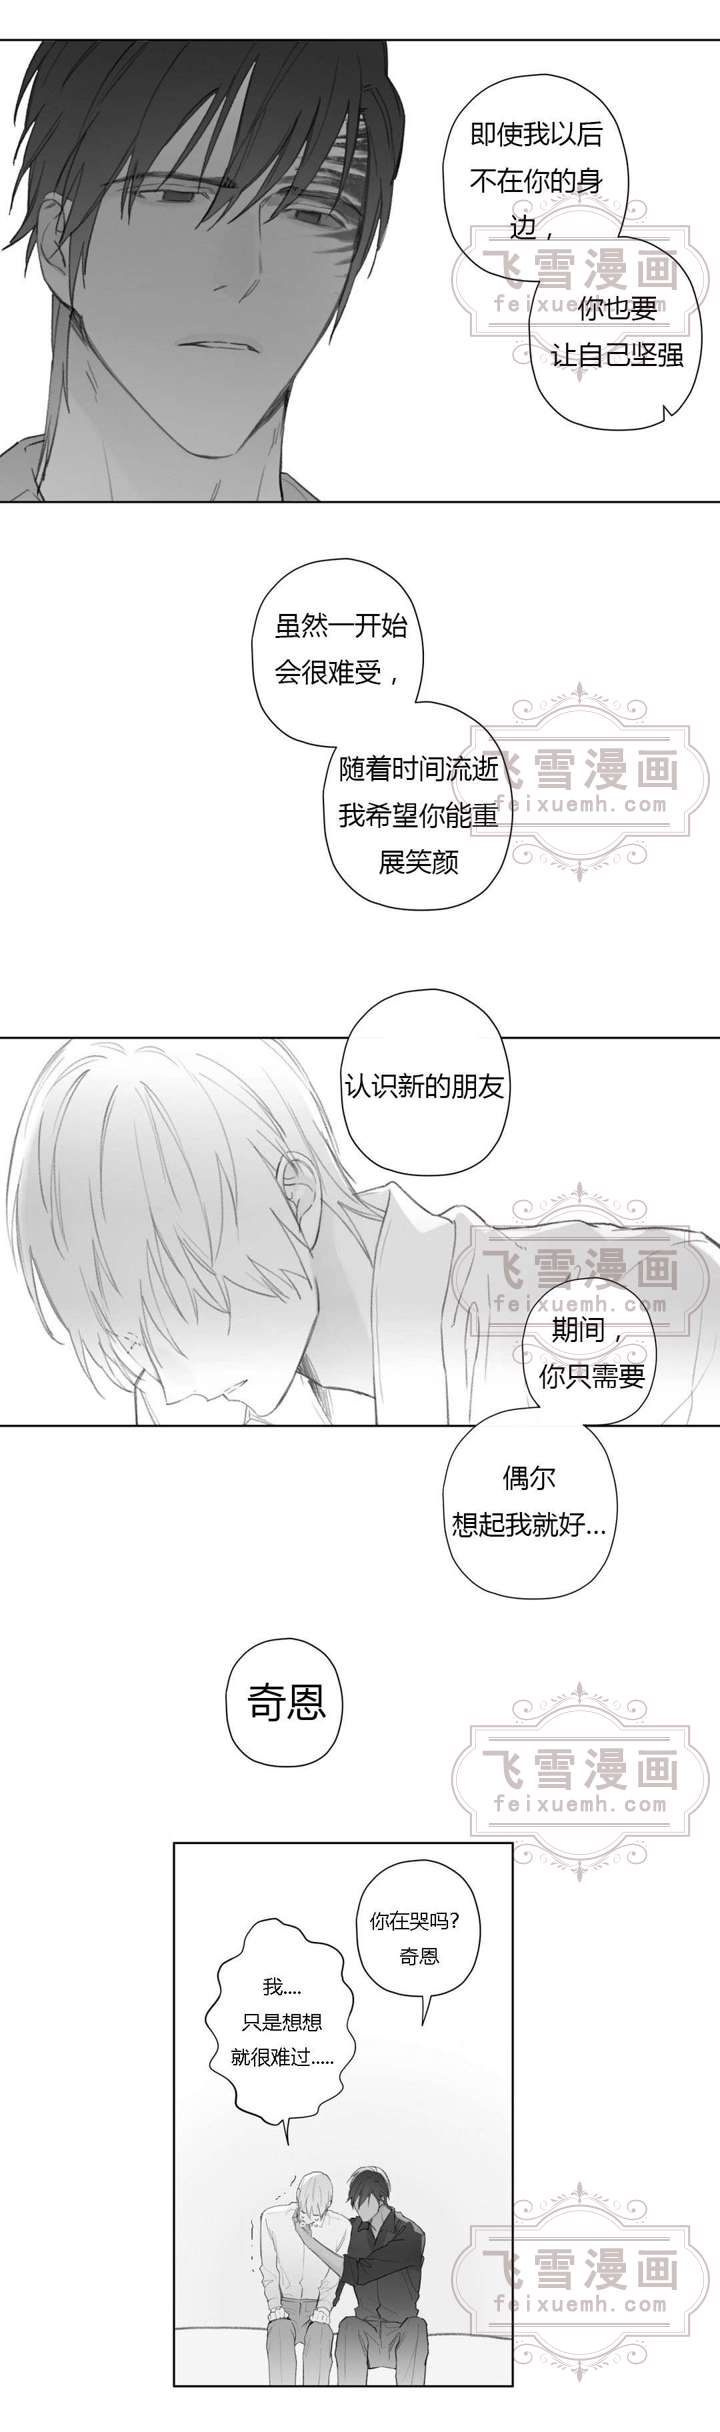 即使我以后
不在你的身
边，
你也要
让自己坚强
飞雪漫画
feixuemh.com
虽然一开始
会很难受，
随着时间流逝
我希望你能重
展笑颜
飞雪漫画
feixuemh.com
认识新的朋友
期间，
你只需要
偶尔
想起我就好...
飞雪漫画
feixuemh.com
奇恩
飞雪漫画
feixuemh.com
你在哭吗?
奇恩
我....
只是想想
就很难过.....
飞雪漫画
feixuemh.com